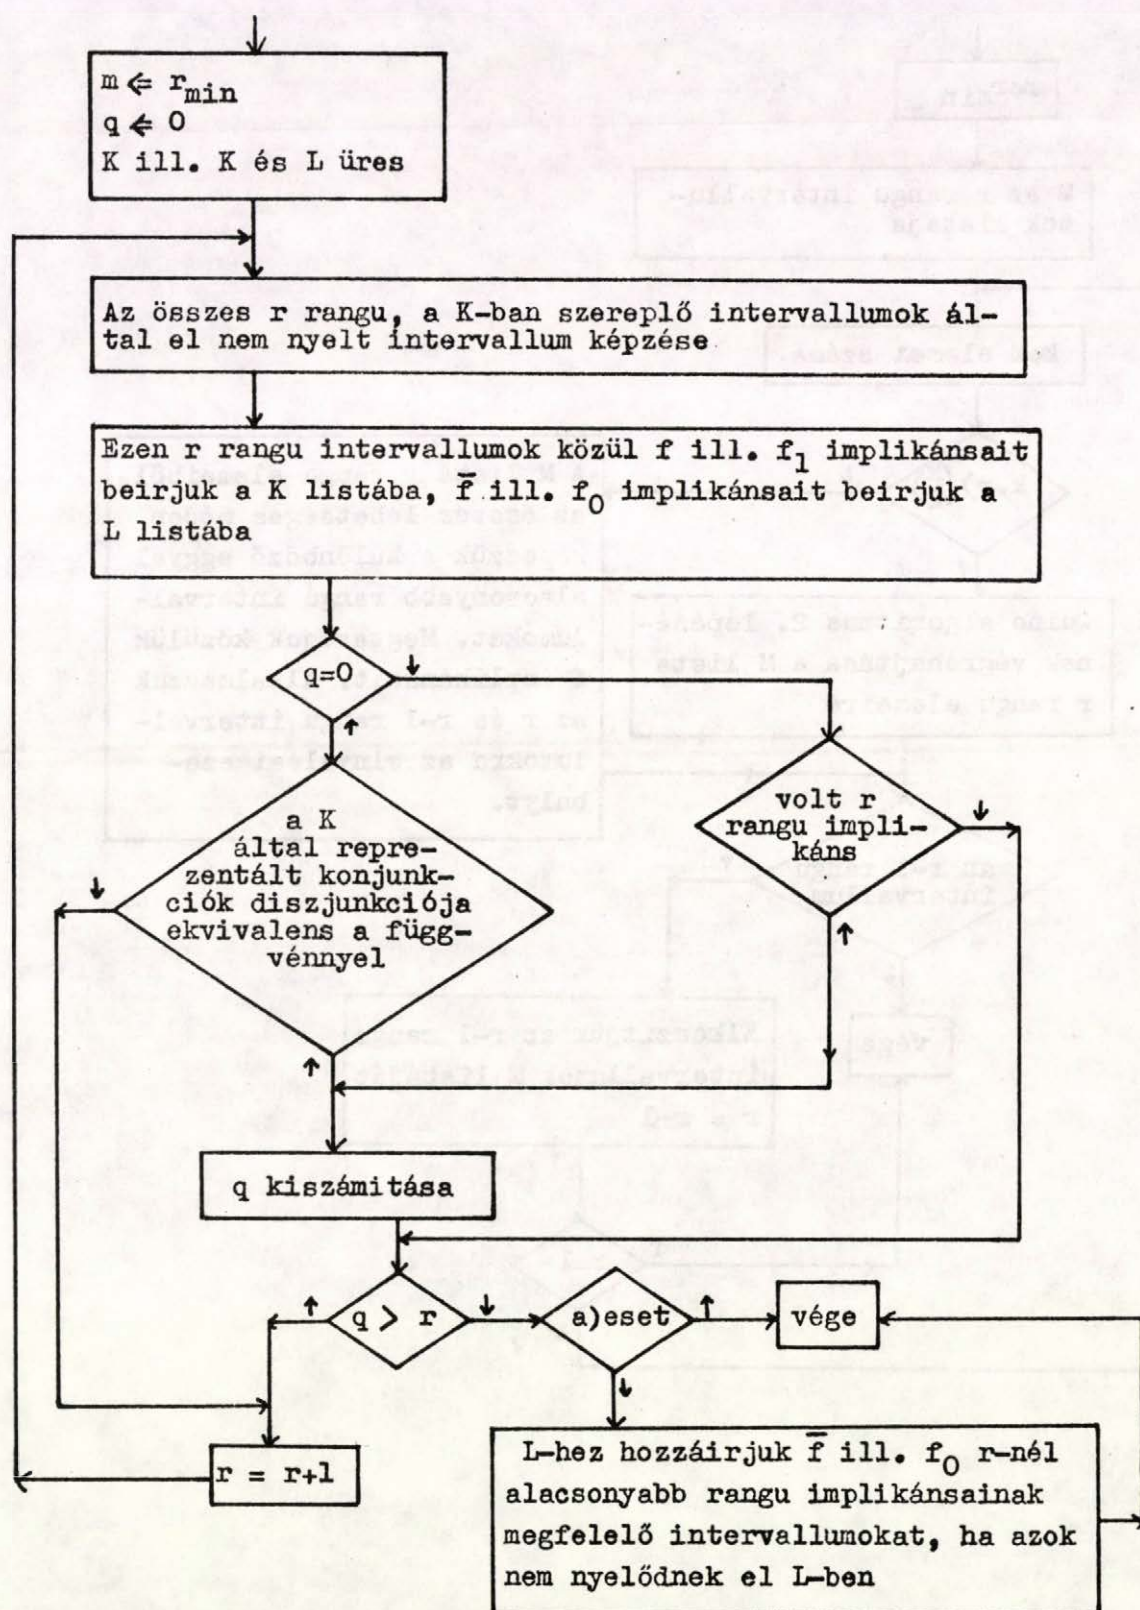 m ⇐ r_min
q ⇐ 0
K ill. K és L üres
Az összes r rangu, a K-ban szereplő intervallumok ál-
tal el nem nyelt intervallum képzése
Ezen r rangu intervallumok közül f ill. f₁ implikánsait
beirjuk a K listába, f̄ ill. f₀ implikánsait beirjuk a
L listába
q=0 ↓
↑
volt r
rangu impli-
káns
↓
↑
a K
által repre-
zentált konjunk-
ciók diszjunkciója
ekvivalens a függ-
vénnyel
↓
↑
q kiszámitása
↑ q > r ↓ a)eset ↑ vége
↓
r = r+1
L-hez hozzáirjuk f̄ ill. f₀ r-nél
alacsonyabb rangu implikánsainak
megfelelő intervallumokat, ha azok
nem nyelődnek el L-ben